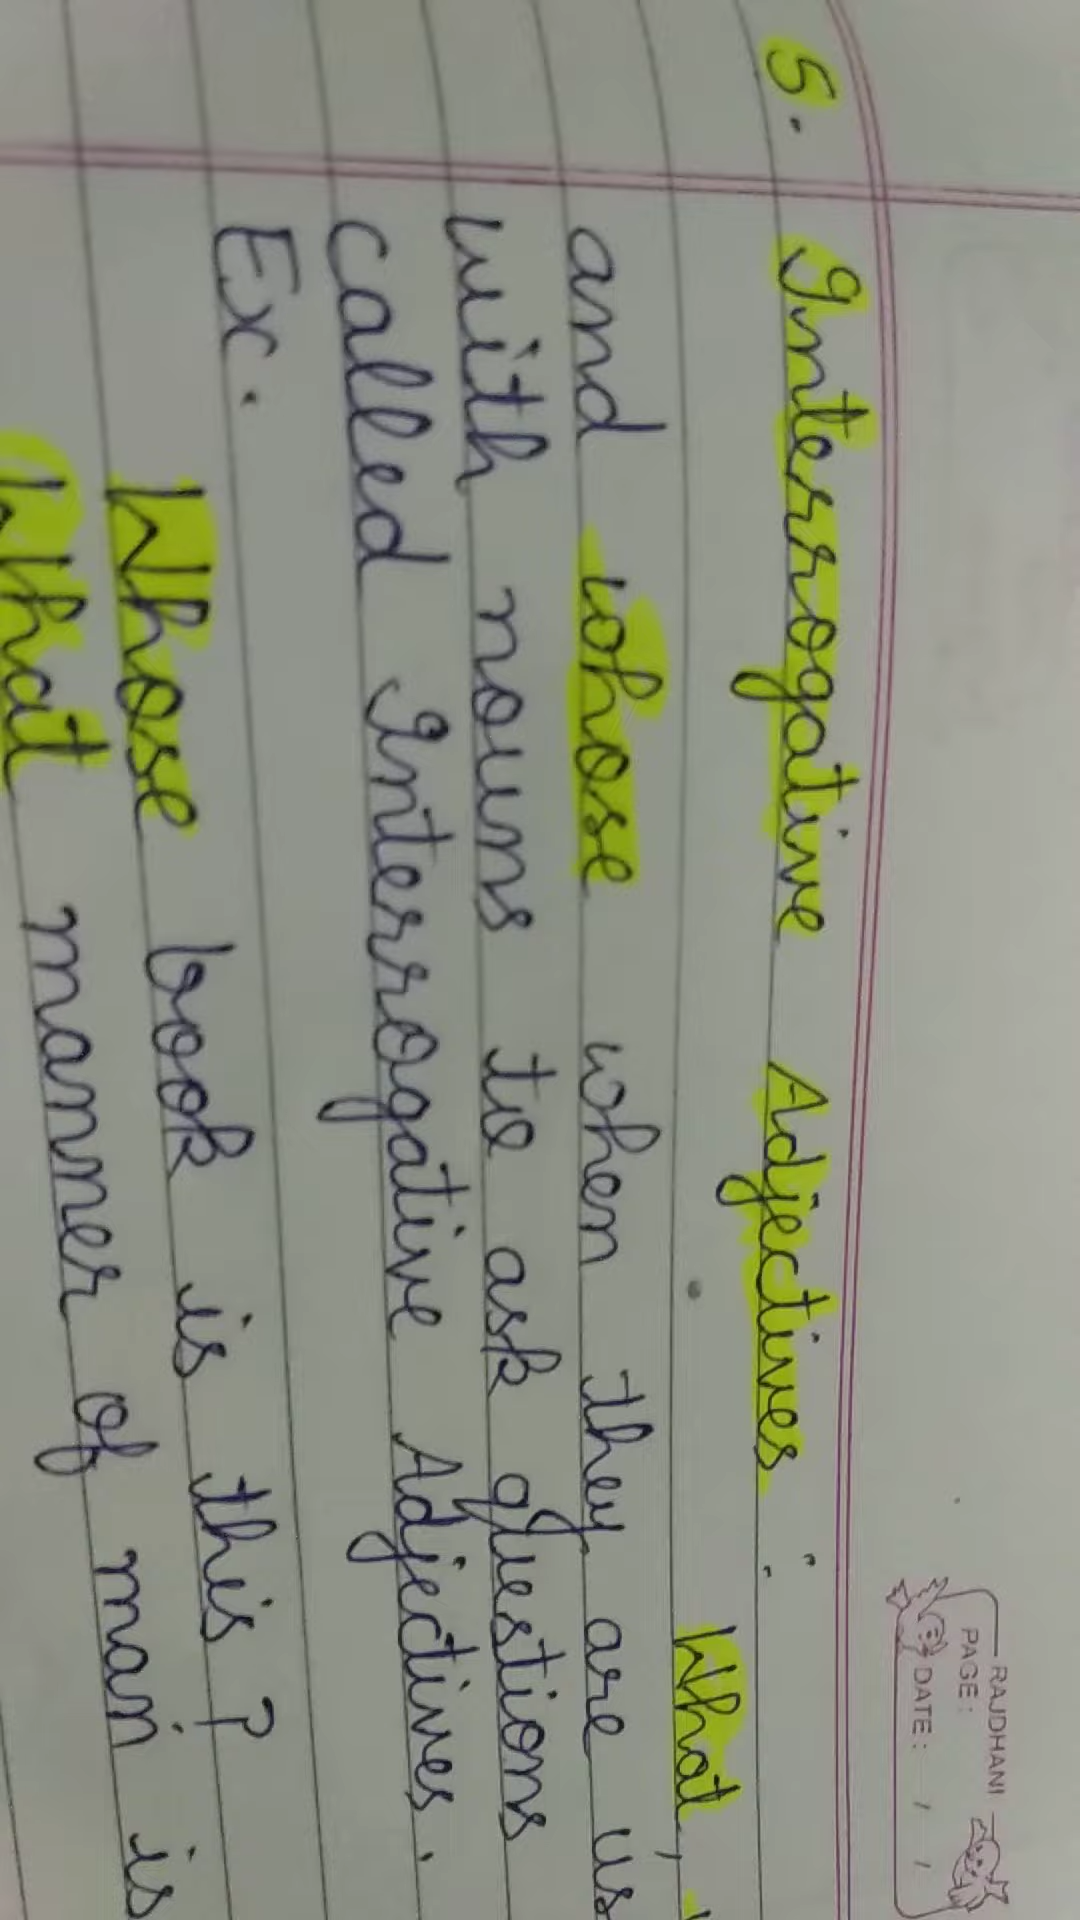 RAJDHANI
PAGE:
DATE: / /
5. Interrogative Adjectives :-
What,
and whose when they are us
with nouns to ask questions
called Interrogative Adjectives.
Ex.
Whose book is this ?
What manner of man is